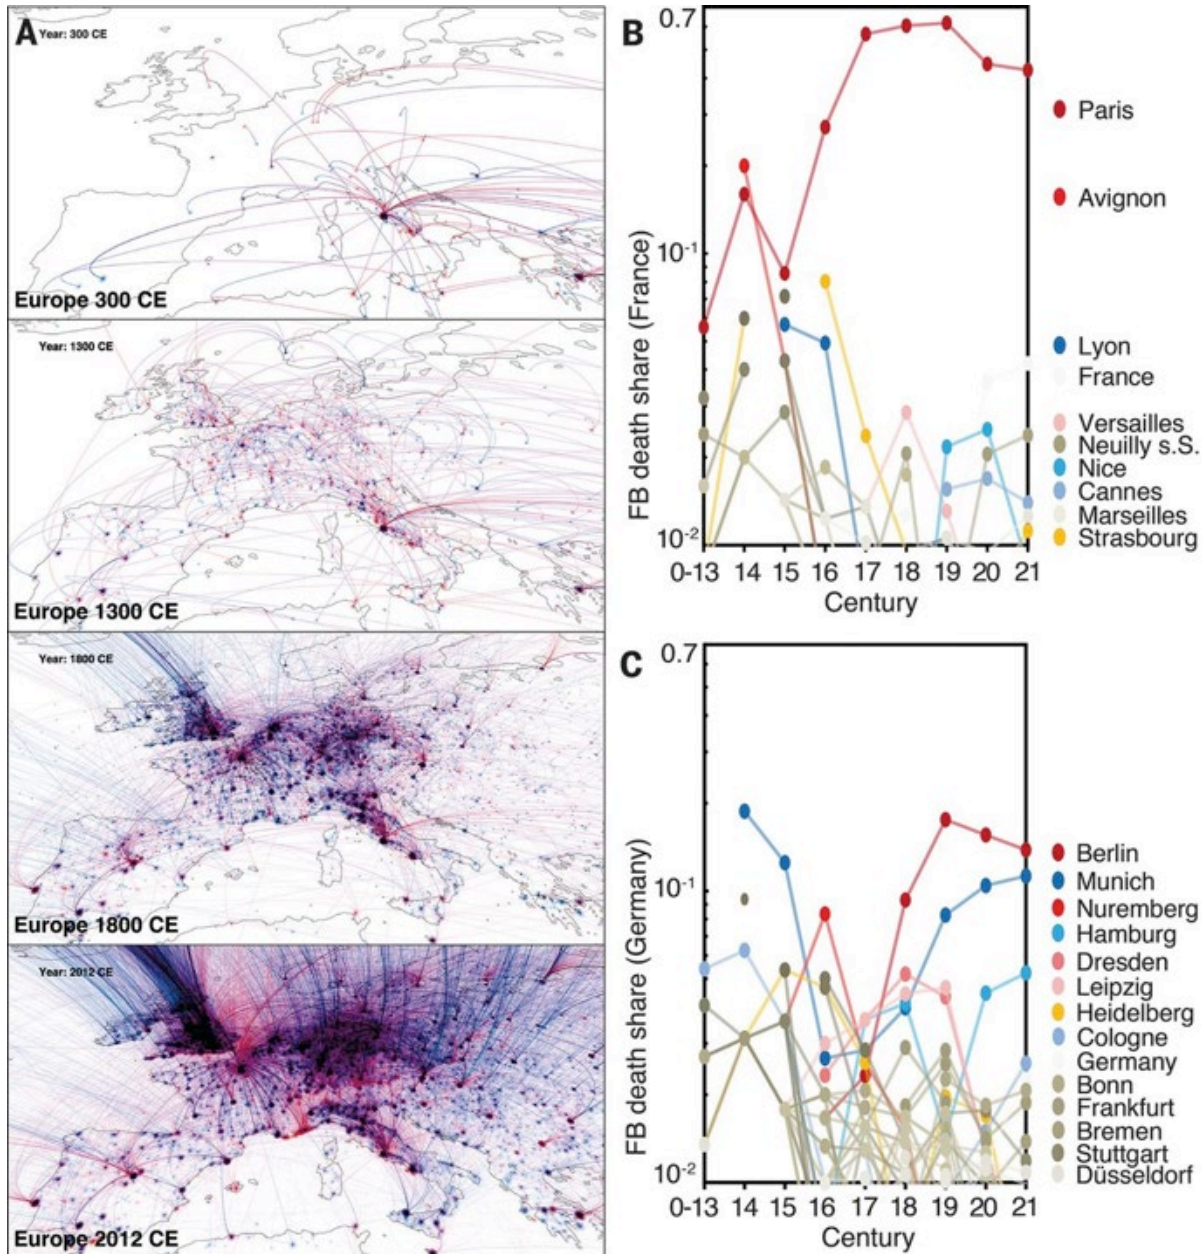 A
Year: 300 CE
Europe 300 CE
Year: 1300 CE
Europe 1300 CE
Year: 1800 CE
Europe 1800 CE
Year: 2012 CE
Europe 2012 CE
B
FB death share (France)
0.7
10-1
10-2
0-13 14 15 16 17 18 19 20 21
Century
Paris
Avignon
Lyon
France
Versailles
Neuilly s.S.
Nice
Cannes
Marseilles
Strasbourg
C
FB death share (Germany)
0.7
10-1
10-2
0-13 14 15 16 17 18 19 20 21
Century
Berlin
Munich
Nuremberg
Hamburg
Dresden
Leipzig
Heidelberg
Cologne
Germany
Bonn
Frankfurt
Bremen
Stuttgart
Düsseldorf